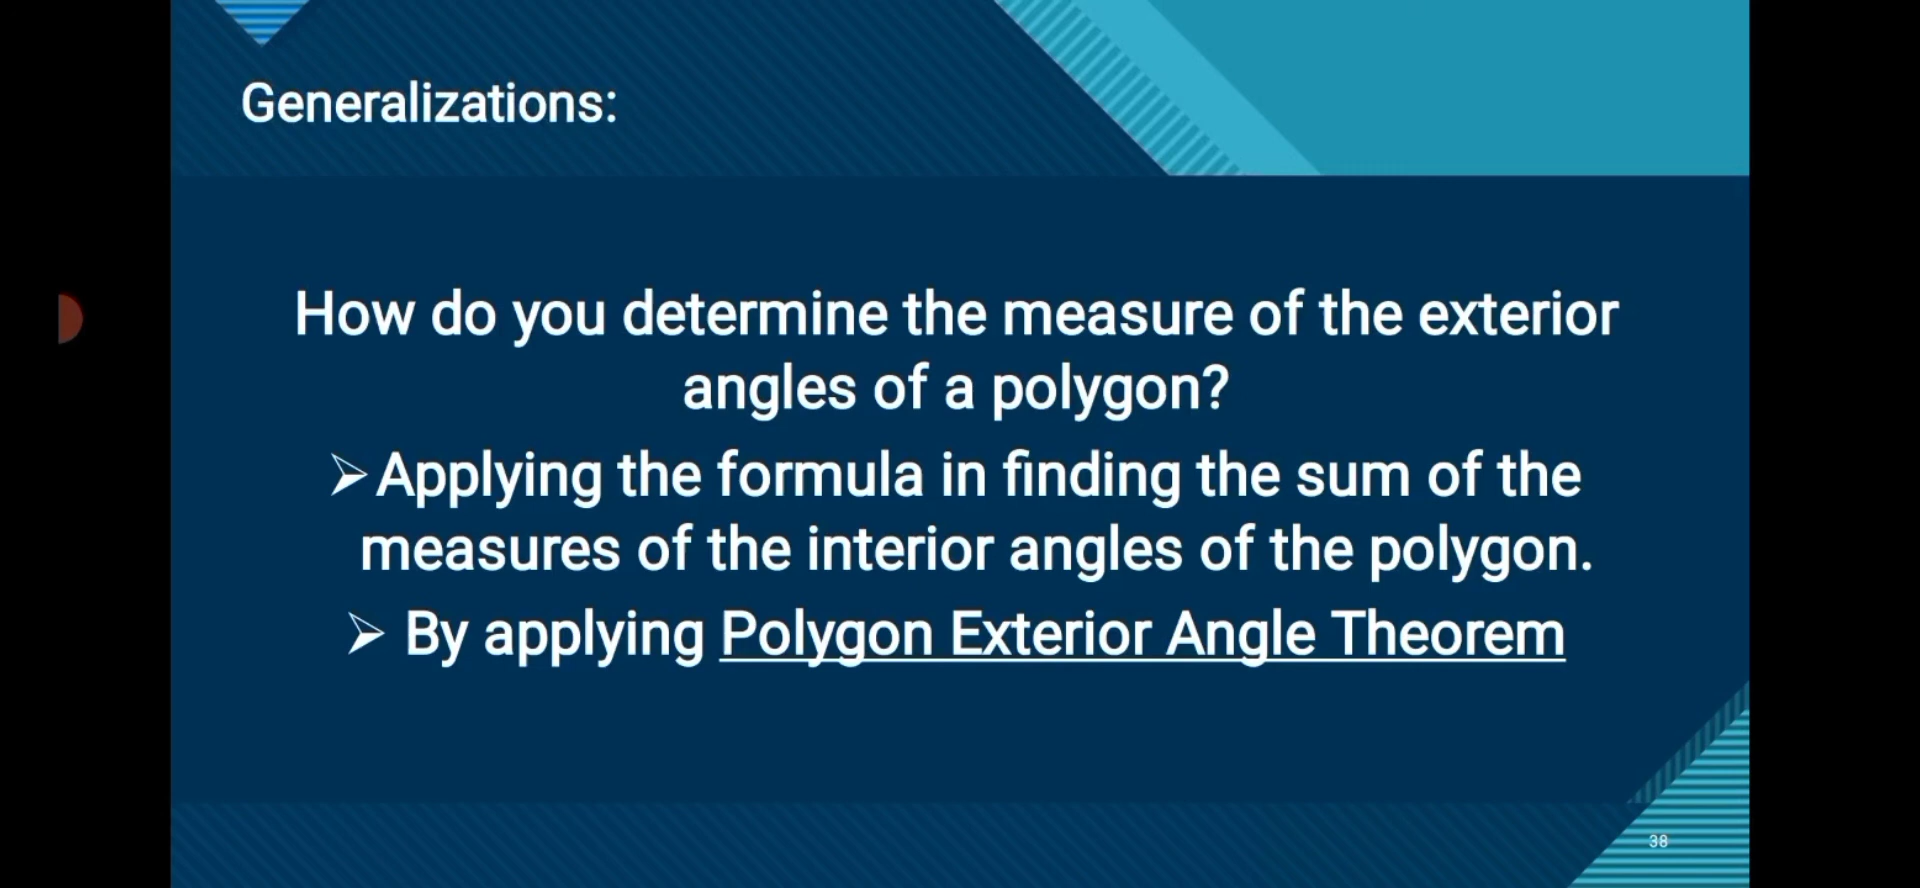 Generalizations:
How do you determine the measure of the exterior
angles of a polygon?
➢Applying the formula in finding the sum of the
measures of the interior angles of the polygon.
➢ By applying Polygon Exterior Angle Theorem
38